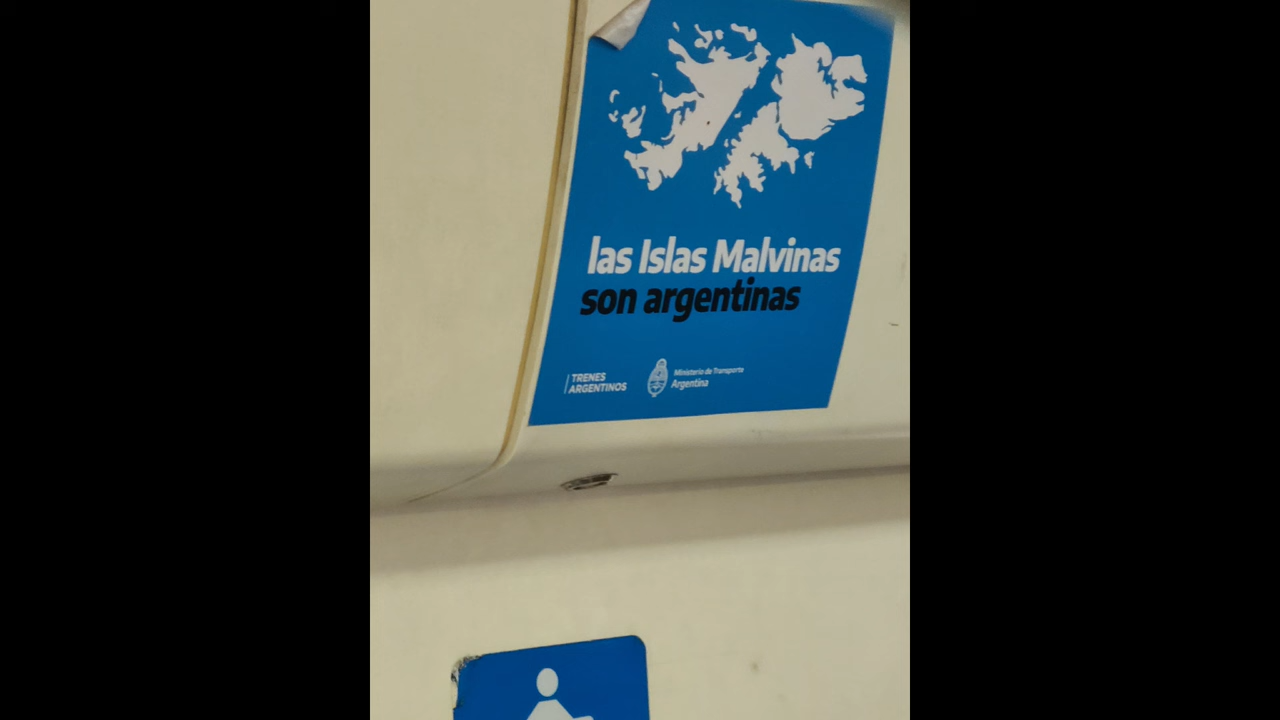 las Islas Malvinas
son argentinas
TRENES
ARGENTINOS
Ministerio de Transporte
Argentina